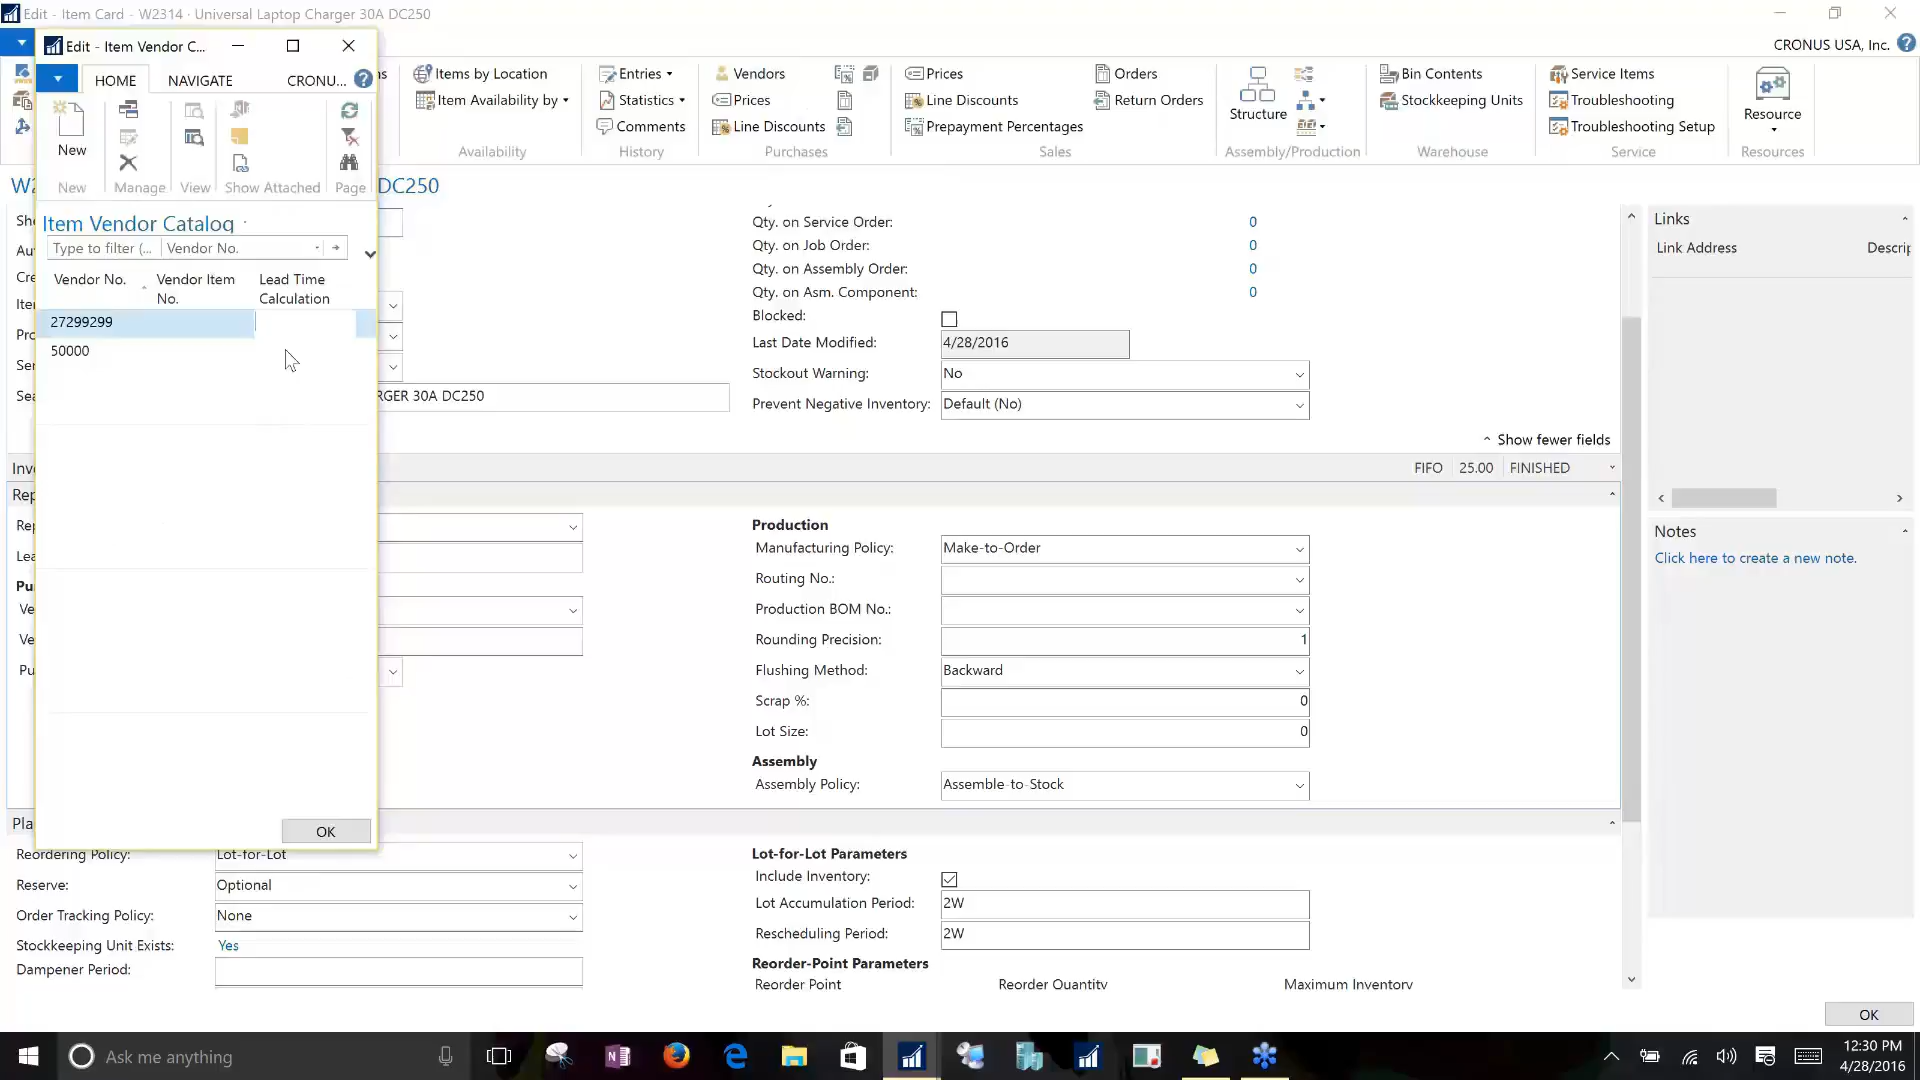 Edit - Item Card - W2314 · Universal Laptop Charger 30A DC250
CRONUS USA, Inc.
Edit - Item Vendor C...
HOME
NAVIGATE
CRONU...
New
New
Manage
View
Show Attached
Page
Items by Location
Item Availability by
Availability
Entries
Statistics
Comments
History
Vendors
Prices
Line Discounts
Purchases
Prices
Line Discounts
Prepayment Percentages
Orders
Return Orders
Sales
Structure
Assembly/Production
Bin Contents
Stockkeeping Units
Warehouse
Service Items
Troubleshooting
Troubleshooting Setup
Service
Resource
Resources
DC250
Item Vendor Catalog
Type to filter (...
Vendor No.
Vendor No.
Vendor Item No.
Lead Time Calculation
27299299
50000
OK
RGER 30A DC250
Qty. on Service Order: 0
Qty. on Job Order: 0
Qty. on Assembly Order: 0
Qty. on Asm. Component: 0
Blocked:
Last Date Modified: 4/28/2016
Stockout Warning: No
Prevent Negative Inventory: Default (No)
Show fewer fields
FIFO 25.00 FINISHED
Production
Manufacturing Policy: Make-to-Order
Routing No.:
Production BOM No.:
Rounding Precision: 1
Flushing Method: Backward
Scrap %: 0
Lot Size: 0
Assembly
Assembly Policy: Assemble-to-Stock
Reordering Policy: Lot-for-Lot
Reserve: Optional
Order Tracking Policy: None
Stockkeeping Unit Exists: Yes
Dampener Period:
Lot-for-Lot Parameters
Include Inventory:
Lot Accumulation Period: 2W
Rescheduling Period: 2W
Reorder-Point Parameters
Reorder Point
Reorder Quantity
Maximum Inventory
Links
Link Address
Descrip
Notes
Click here to create a new note.
OK
Ask me anything
12:30 PM
4/28/2016